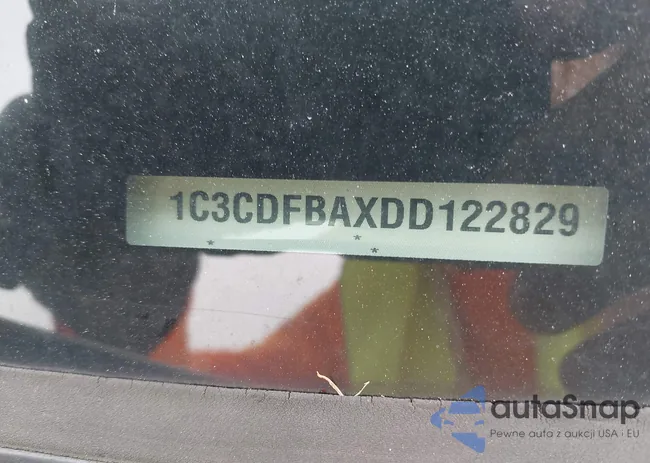 1C3CDFBAXDD122829
* * *
autaSnap
Pewne auta z aukcji USA • EU